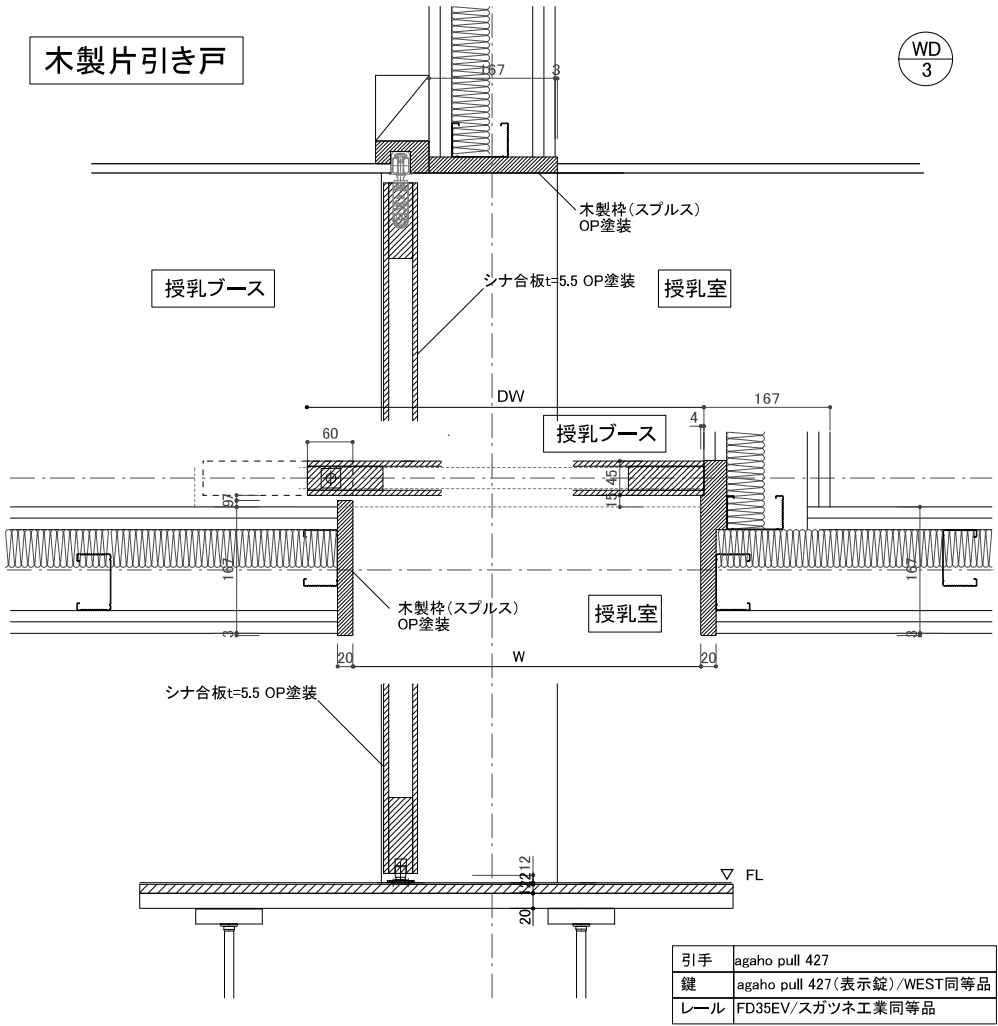 木製片引き戸
WD
3
167
3
木製枠(スプルス)
OP塗装
授乳ブース
シナ合板t=5.5 OP塗装
授乳室
DW
167
4
授乳ブース
60
45
15
97
167
3
167
3
木製枠(スプルス)
OP塗装
授乳室
20
W
20
シナ合板t=5.5 OP塗装
12
2
12
20
▽ FL
引手 agaho pull 427
鍵 agaho pull 427(表示錠)/WEST同等品
レール FD35EV/スガツネ工業同等品